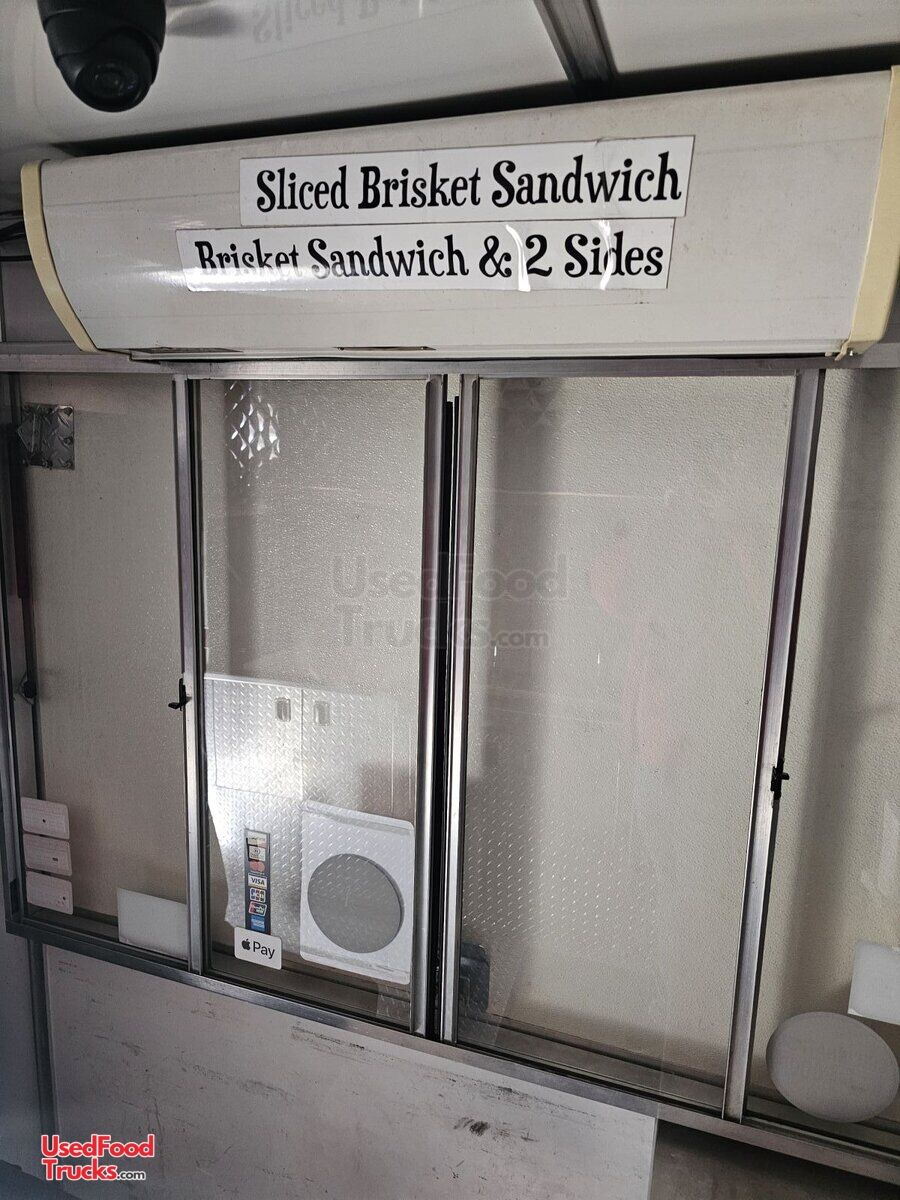 Sliced Brisket Sandwich
Brisket Sandwich & 2 Sides
UsedFood
Trucks.com
VISA
Pay
UsedFood
Trucks.com